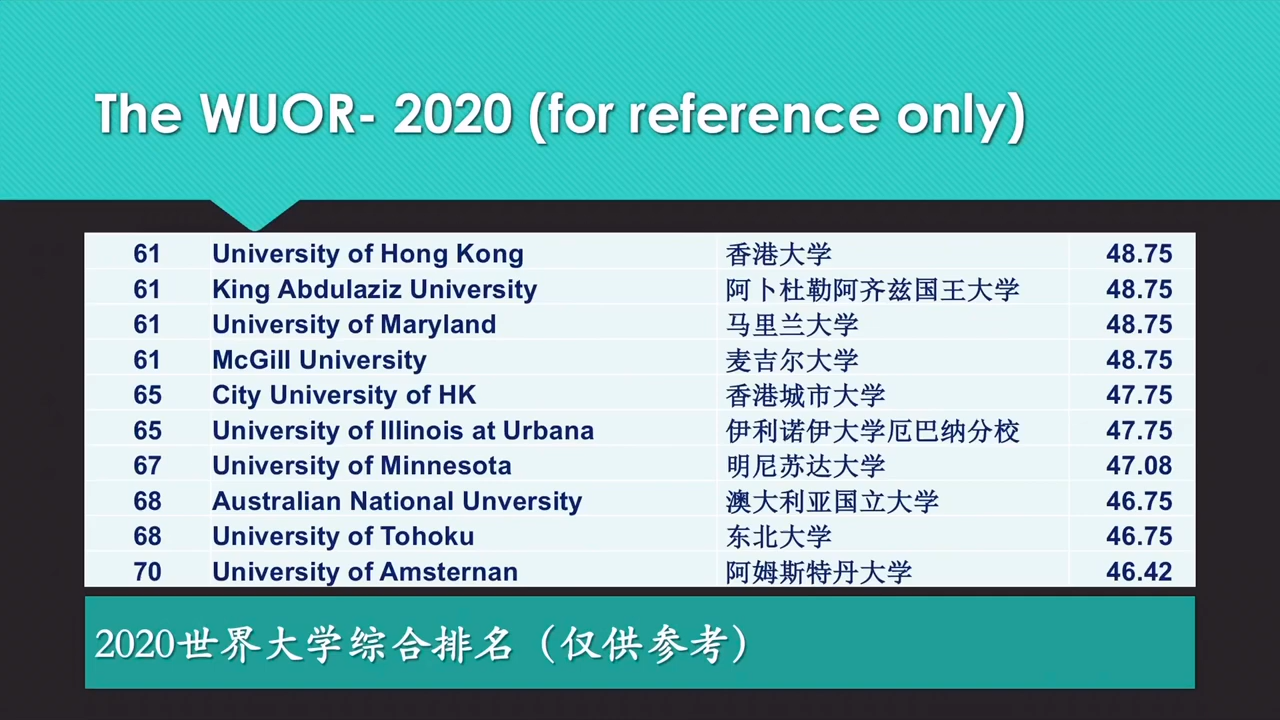 The WUOR- 2020 (for reference only)
61 University of Hong Kong 香港大学 48.75
61 King Abdulaziz University 阿卜杜勒阿齐兹国王大学 48.75
61 University of Maryland 马里兰大学 48.75
61 McGill University 麦吉尔大学 48.75
65 City University of HK 香港城市大学 47.75
65 University of Illinois at Urbana 伊利诺伊大学厄巴纳分校 47.75
67 University of Minnesota 明尼苏达大学 47.08
68 Australian National Unversity 澳大利亚国立大学 46.75
68 University of Tohoku 东北大学 46.75
70 University of Amsternan 阿姆斯特丹大学 46.42
2020世界大学综合排名（仅供参考）